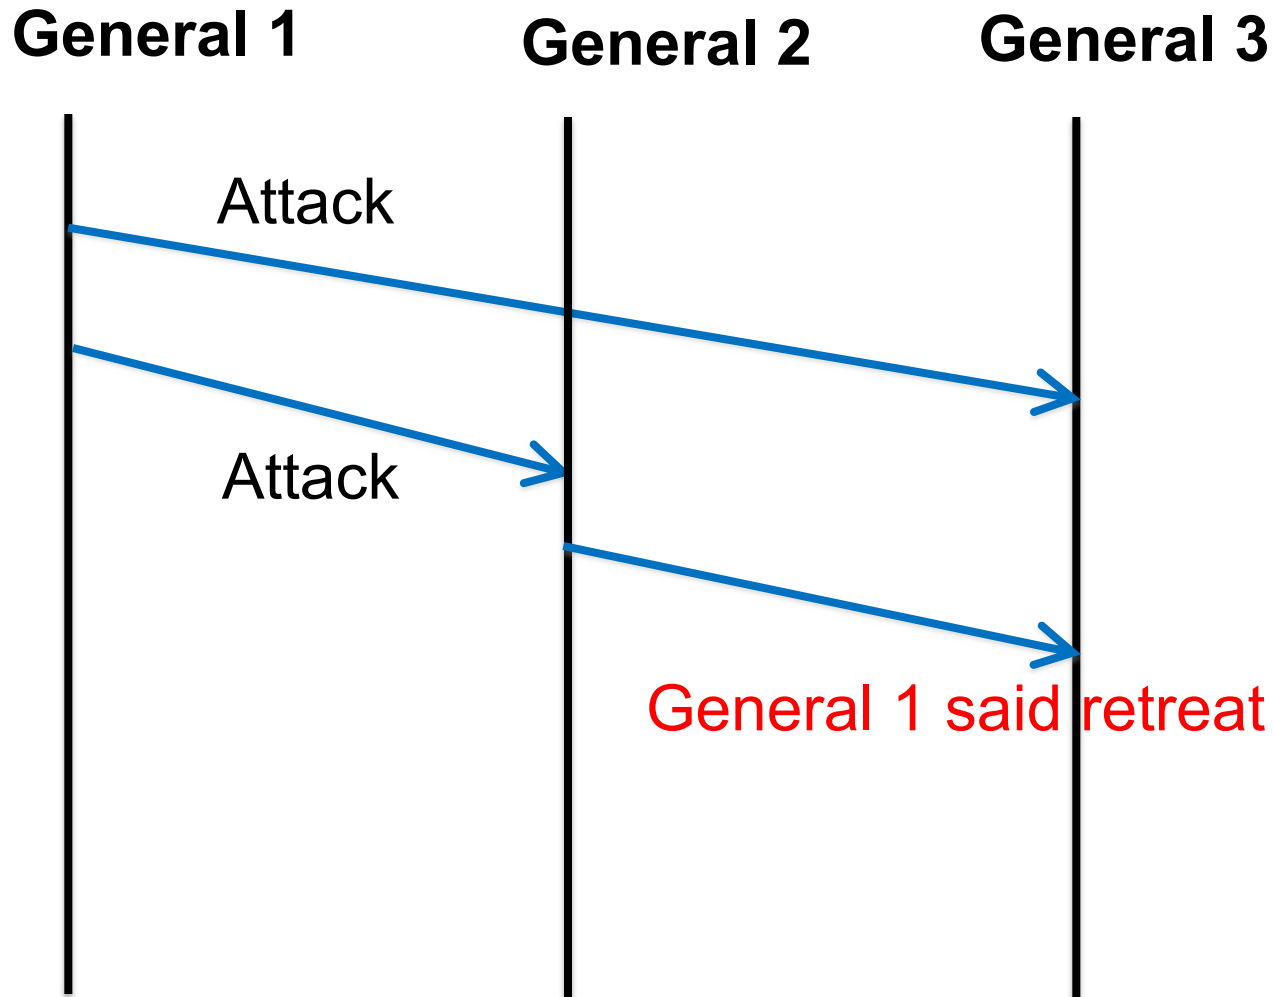 General 1
General 2
General 3
Attack
Attack
General 1 said retreat